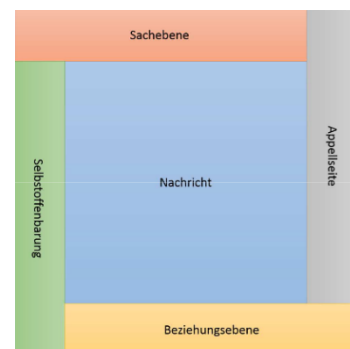 Sachebene
Selbstoffenbarung
Nachricht
Appellseite
Beziehungsebene